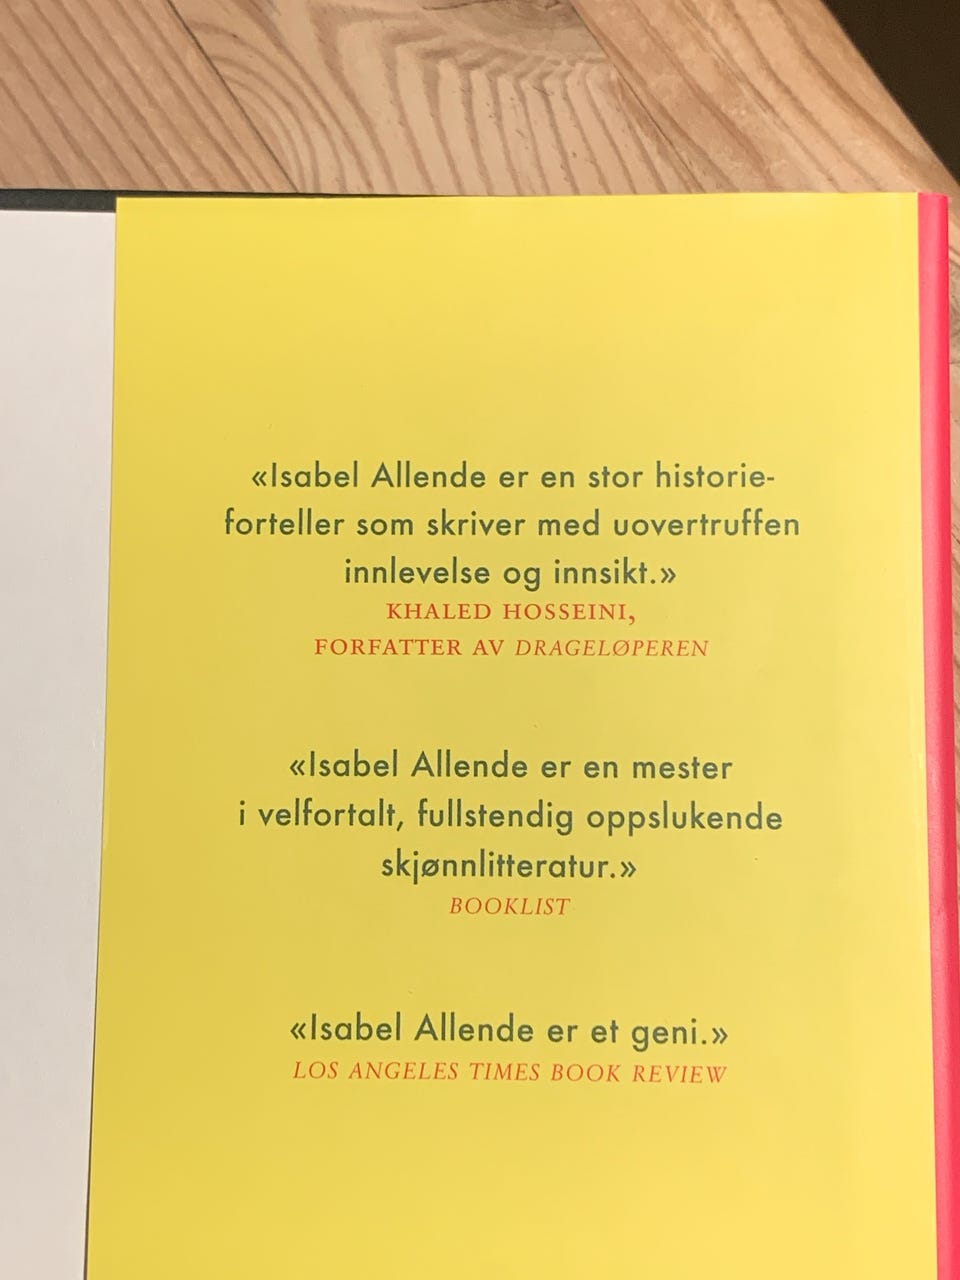 «Isabel Allende er en stor historie-
forteller som skriver med uovertruffen
innlevelse og innsikt.»
KHALED HOSSEINI,
FORFATTER AV DRAGELØPEREN
«Isabel Allende er en mester
i velfortalt, fullstendig oppslukende
skjønnlitteratur.»
BOOKLIST
«Isabel Allende er et geni.»
LOS ANGELES TIMES BOOK REVIEW